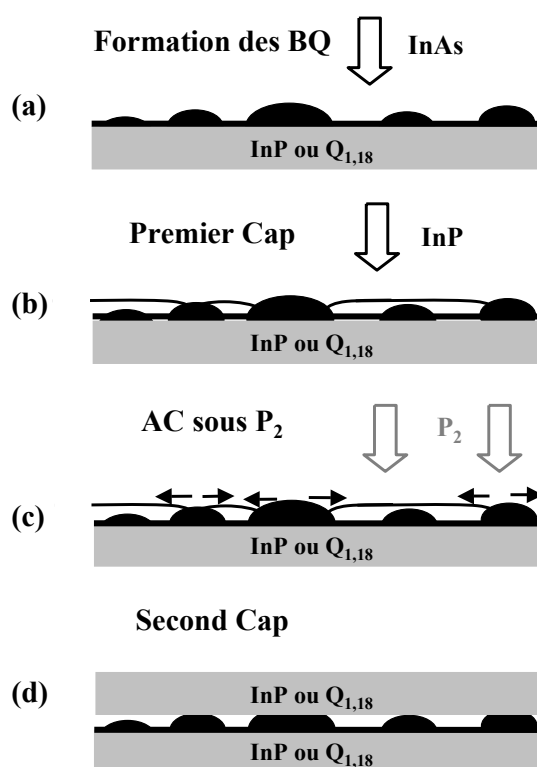 Formation des BQ
InAs
(a)
InP ou Q1,18
Premier Cap
InP
(b)
InP ou Q1,18
AC sous P2
P2
(c)
InP ou Q1,18
Second Cap
(d)
InP ou Q1,18
InP ou Q1,18